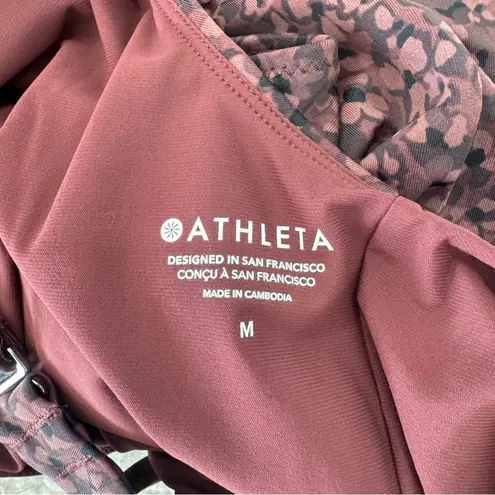 ATHLETA
DESIGNED IN SAN FRANCISCO
CONÇU À SAN FRANCISCO
MADE IN CAMBODIA
M